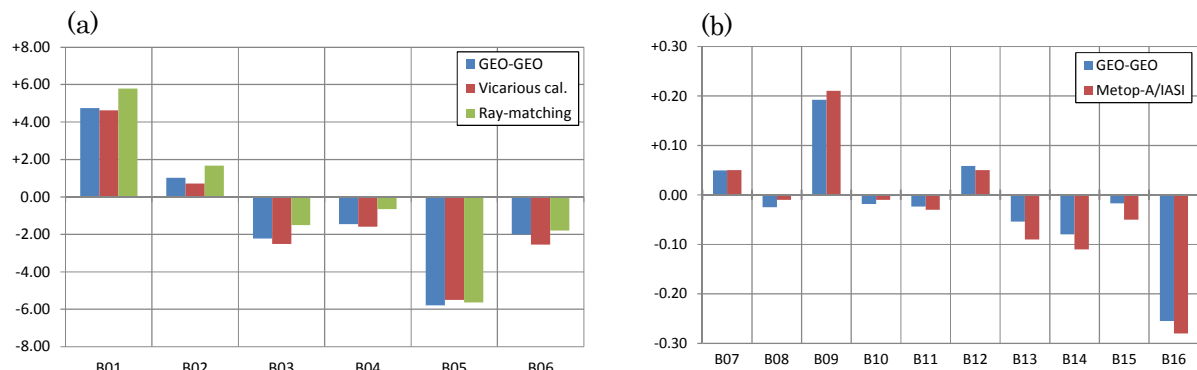 (a)
+8.00
+6.00
+4.00
+2.00
0.00
-2.00
-4.00
-6.00
-8.00
GEO-GEO
Vicarious cal.
Ray-matching
B01 B02 B03 B04 B05 B06
(b)
+0.30
+0.20
+0.10
0.00
-0.10
-0.20
-0.30
GEO-GEO
Metop-A/IASI
B07 B08 B09 B10 B11 B12 B13 B14 B15 B16